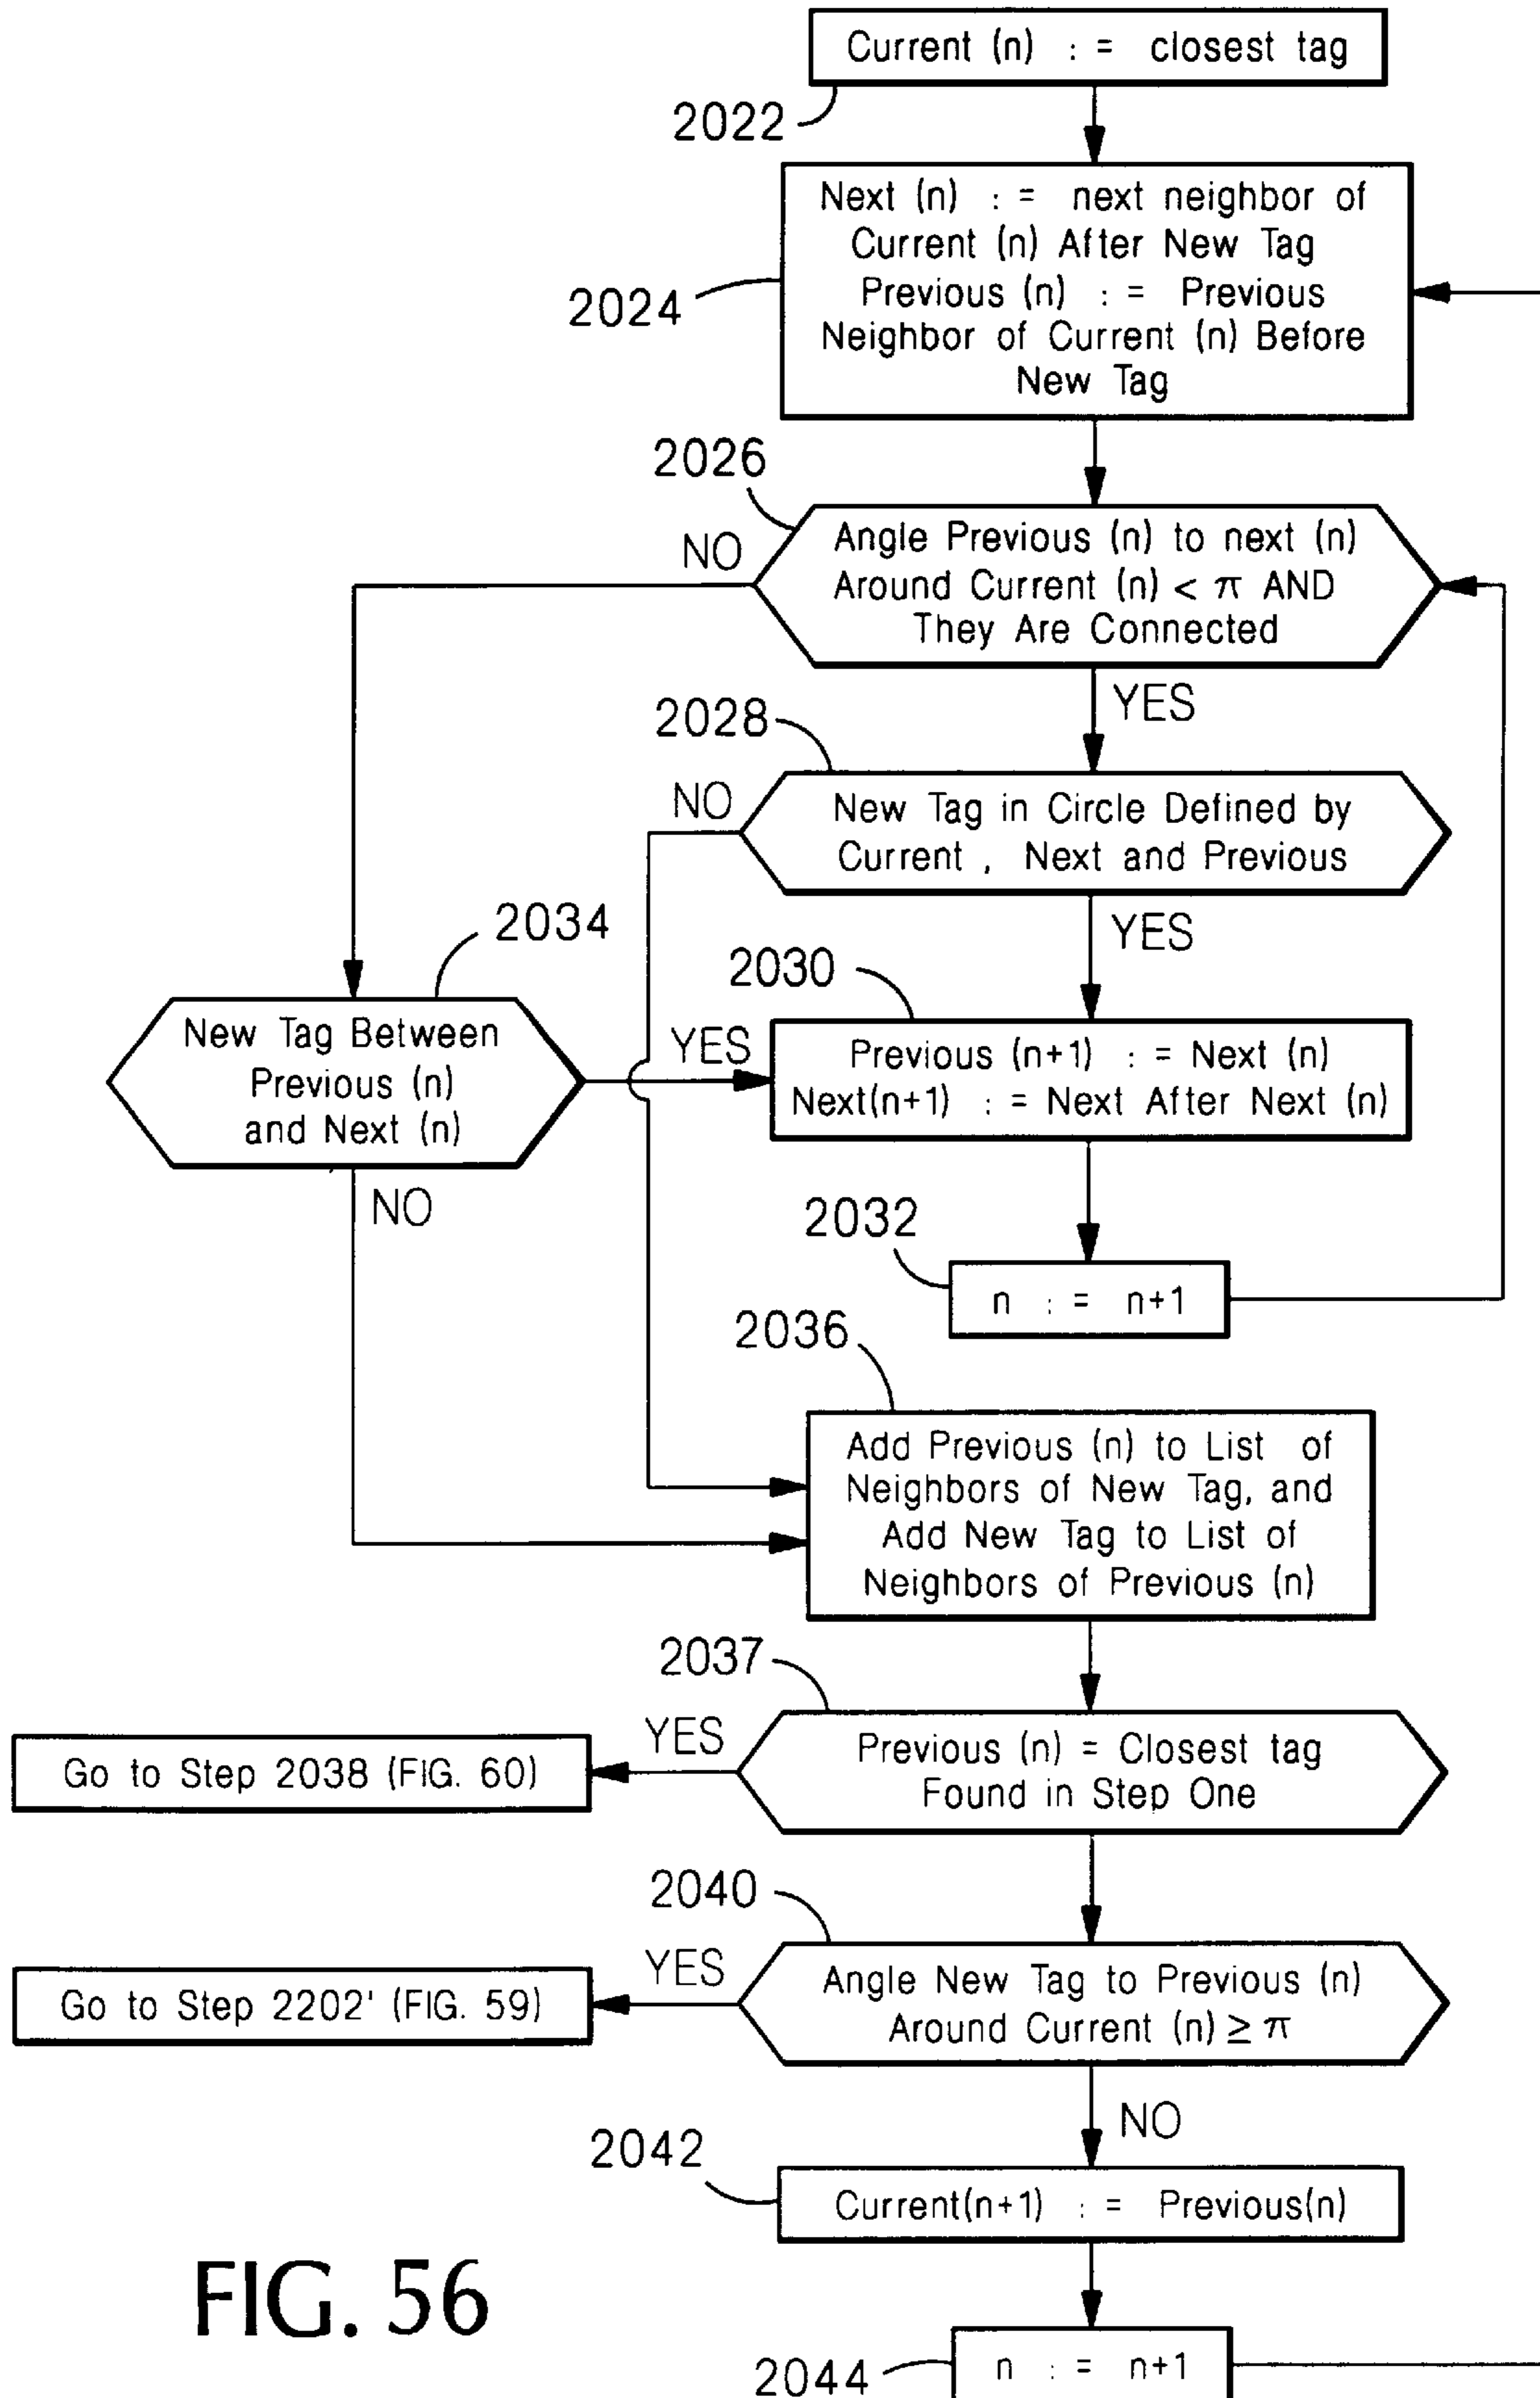 Current (n) : = closest tag
2022
Next (n) : = next neighbor of
Current (n) After New Tag
Previous (n) : = Previous
Neighbor of Current (n) Before
New Tag
2024
2026
Angle Previous (n) to next (n)
Around Current (n) < π AND
They Are Connected
NO
YES
2028
New Tag in Circle Defined by
Current , Next and Previous
NO
YES
2034
New Tag Between
Previous (n)
and Next (n)
YES
NO
2030
Previous (n+1) : = Next (n)
Next(n+1) : = Next After Next (n)
2032
n : = n+1
2036
Add Previous (n) to List of
Neighbors of New Tag, and
Add New Tag to List of
Neighbors of Previous (n)
2037
Previous (n) = Closest tag
Found in Step One
YES
Go to Step 2038 (FIG. 60)
2040
Angle New Tag to Previous (n)
Around Current (n) ≥ π
YES
Go to Step 2202' (FIG. 59)
NO
2042
Current(n+1) : = Previous(n)
2044
n : = n+1
FIG. 56